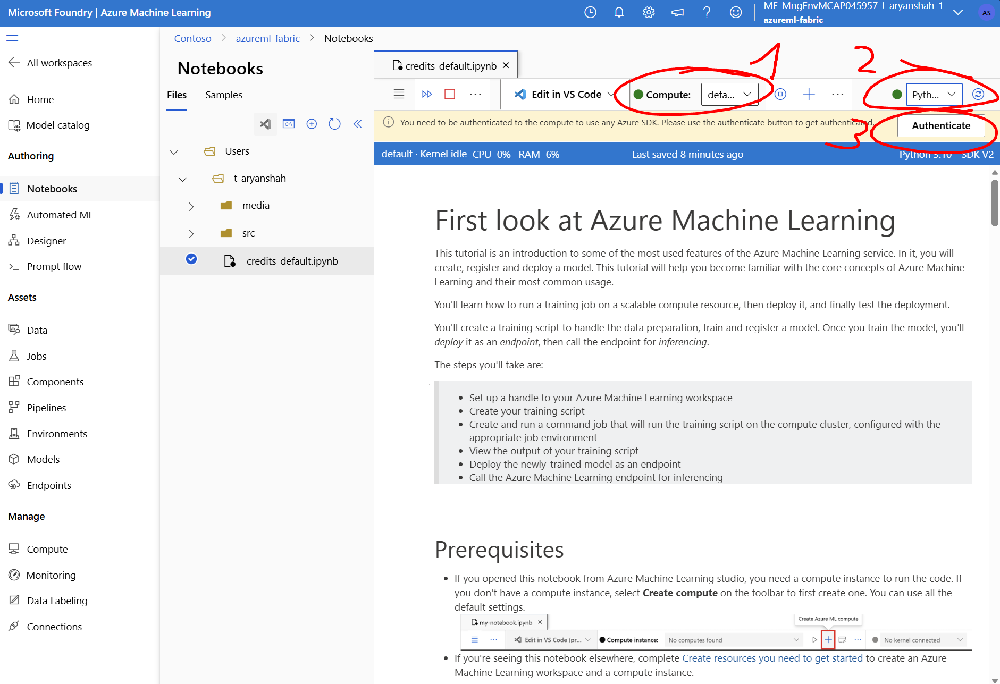 Microsoft Foundry | Azure Machine Learning
ME-MngEnvMCAP045957-t-aryanshah-1
azureml-fabric
AS
All workspaces
Home
Model catalog
Authoring
Notebooks
Automated ML
Designer
Prompt flow
Assets
Data
Jobs
Components
Pipelines
Environments
Models
Endpoints
Manage
Compute
Monitoring
Data Labeling
Connections
Contoso > azureml-fabric > Notebooks
Notebooks
Files Samples
Users
t-aryanshah
media
src
credits_default.ipynb
credits_default.ipynb
1
2
Edit in VS Code
Compute: defa...
Pyth...
You need to be authenticated to the compute to use any Azure SDK. Please use the authenticate button to get authenticated.
3
Authenticate
default · Kernel idle CPU 0% RAM 6%
Last saved 8 minutes ago
Python 3.10 - SDK V2
First look at Azure Machine Learning
This tutorial is an introduction to some of the most used features of the Azure Machine Learning service. In it, you will
create, register and deploy a model. This tutorial will help you become familiar with the core concepts of Azure Machine
Learning and their most common usage.
You'll learn how to run a training job on a scalable compute resource, then deploy it, and finally test the deployment.
You'll create a training script to handle the data preparation, train and register a model. Once you train the model, you'll
deploy it as an endpoint, then call the endpoint for inferencing.
The steps you'll take are:
• Set up a handle to your Azure Machine Learning workspace
• Create your training script
• Create and run a command job that will run the training script on the compute cluster, configured with the
appropriate job environment
• View the output of your training script
• Deploy the newly-trained model as an endpoint
• Call the Azure Machine Learning endpoint for inferencing
Prerequisites
• If you opened this notebook from Azure Machine Learning studio, you need a compute instance to run the code. If
you don't have a compute instance, select Create compute on the toolbar to first create one. You can use all the
default settings.
my-notebook.ipynb
Create Azure ML compute
Edit in VS Code (pr...
Compute instance: No computes found
No kernel connected
• If you're seeing this notebook elsewhere, complete Create resources you need to get started to create an Azure
Machine Learning workspace and a compute instance.